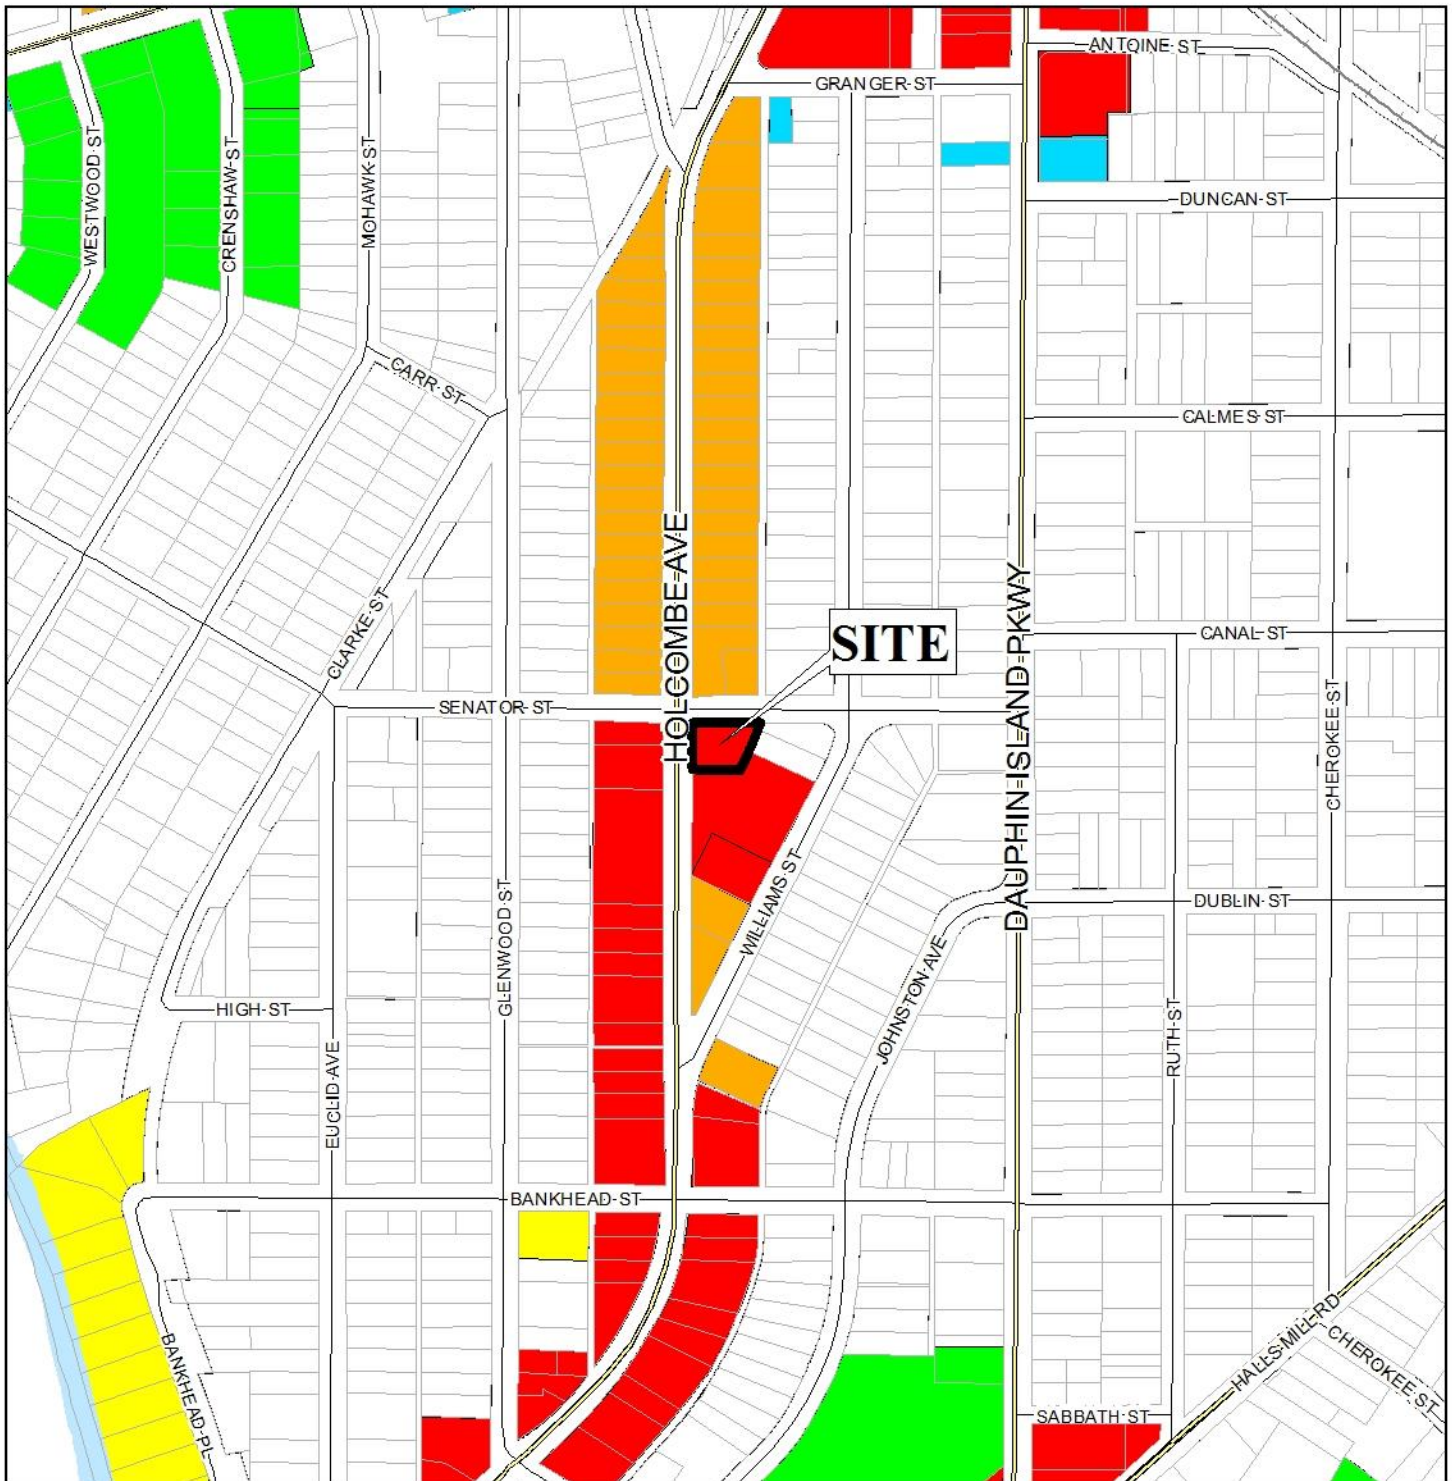 ANTOINE ST
GRANGER ST
WESTWOOD ST
CRENSHAW ST
MOHAWK ST
DUNCAN ST
CARR ST
CALMES ST
HOLCOMBE AVE
CLARKE ST
SITE
DAUPHIN ISLAND PKWY
CANAL ST
SENATOR ST
CHEROKEE ST
WILLIAMS ST
GLENWOOD ST
DUBLIN ST
JOHNSTON AVE
HIGH ST
RUTH ST
EUCLID AVE
BANKHEAD ST
BANKHEAD PL
HALLS MILL RD
CHEROKEE ST
SABBATH ST